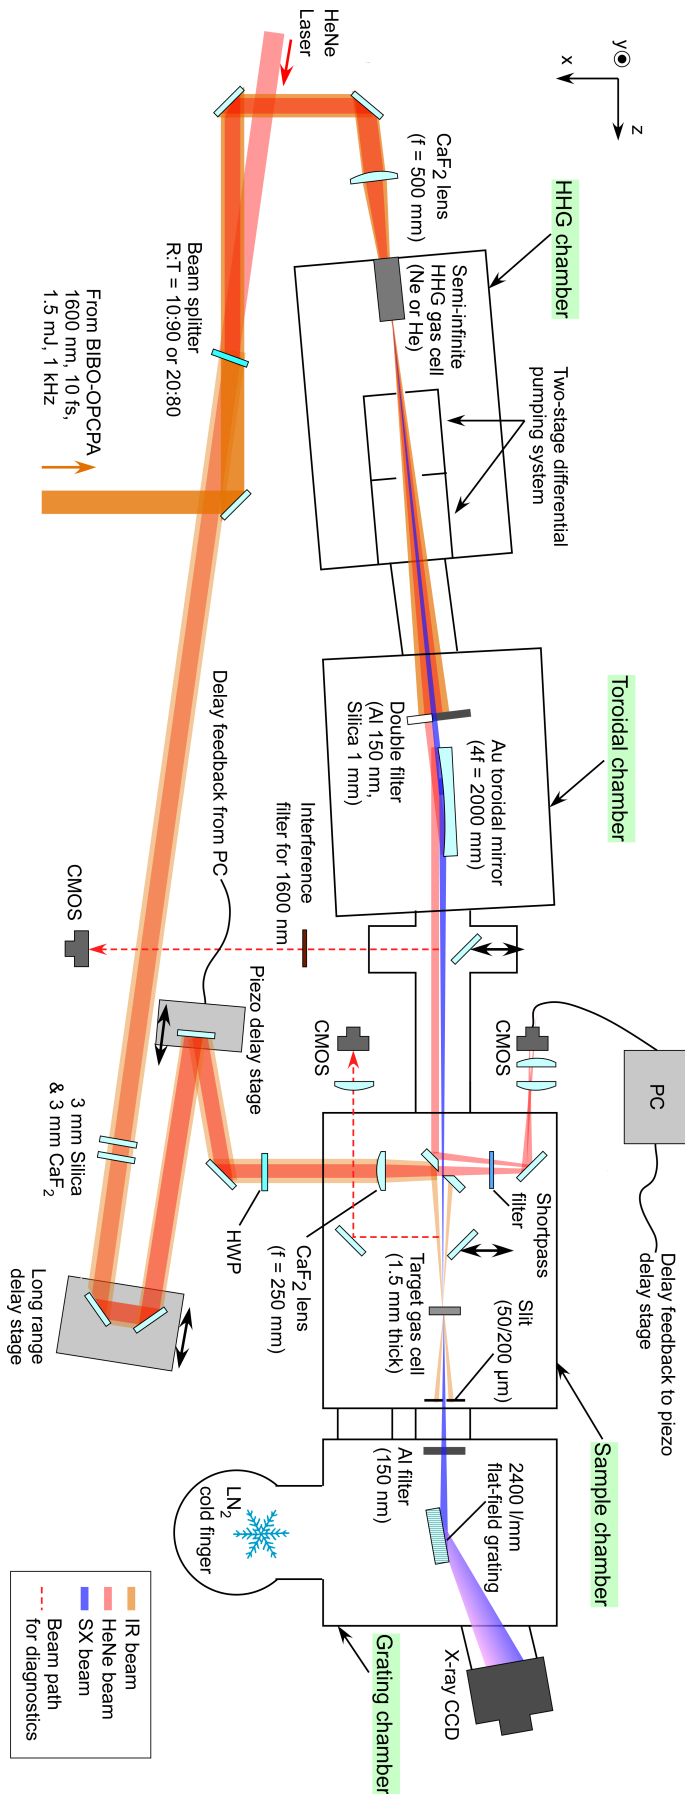 HeNe
Laser
y
x
z
CaF2 lens
(f = 500 mm)
HHG chamber
Semi-infinite
HHG gas cell
(Ne or He)
Beam splitter
R:T = 10:90 or 20:80
From BIBO-OPCPA
1600 nm, 10 fs,
1.5 mJ, 1 kHz
Two-stage differential
pumping system
Toroidal chamber
Au toroidal mirror
(4f = 2000 mm)
Double filter
(Al 150 nm,
Silica 1 mm)
Delay feedback from PC
Interference
filter for 1600 nm
CMOS
Piezo delay stage
CMOS
CMOS
PC
Delay feedback to piezo
delay stage
3 mm Silica
& 3 mm CaF2
HWP
CaF2 lens
(f = 250 mm)
Shortpass
filter
Target gas cell
(1.5 mm thick)
Slit
(50/200 µm)
Long range
delay stage
Sample chamber
Al filter
(150 nm)
2400 l/mm
flat-field grating
LN2
cold finger
X-ray CCD
Grating chamber
IR beam
HeNe beam
SX beam
Beam path
for diagnostics